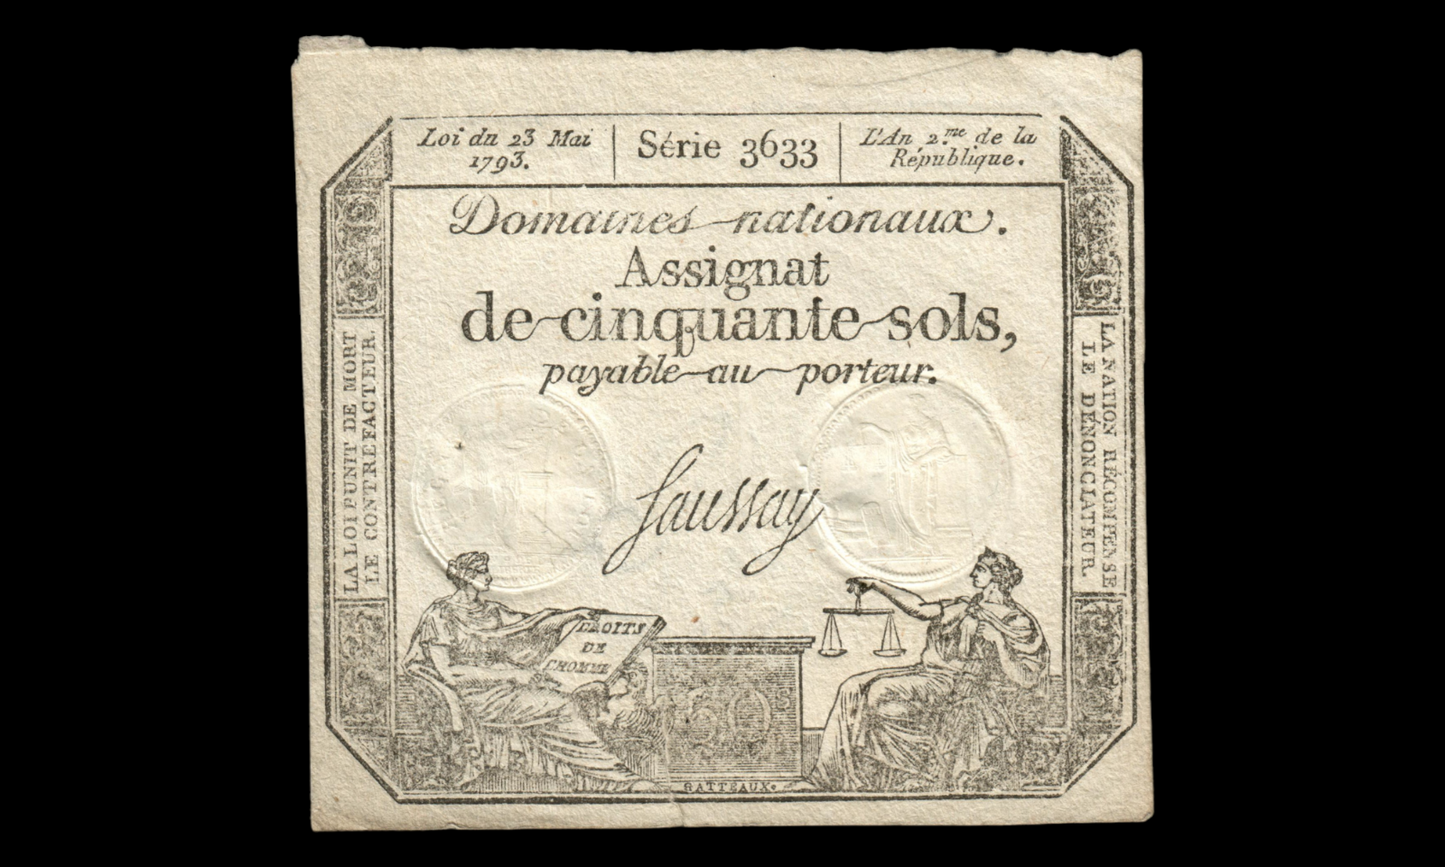 Loi du 23 Mai
1793.
Série 3633
L'An 2.me de la
République.
Domaines nationaux.
Assignat
de cinquante sols,
payable au porteur.
LA LOI PUNIT DE MORT
LE CONTREFACTEUR.
LA NATION RÉCOMPENSE
LE DÉNONCIATEUR.
Saussay
DROITS
DE
L'HOMME
50S
GATTEAUX.